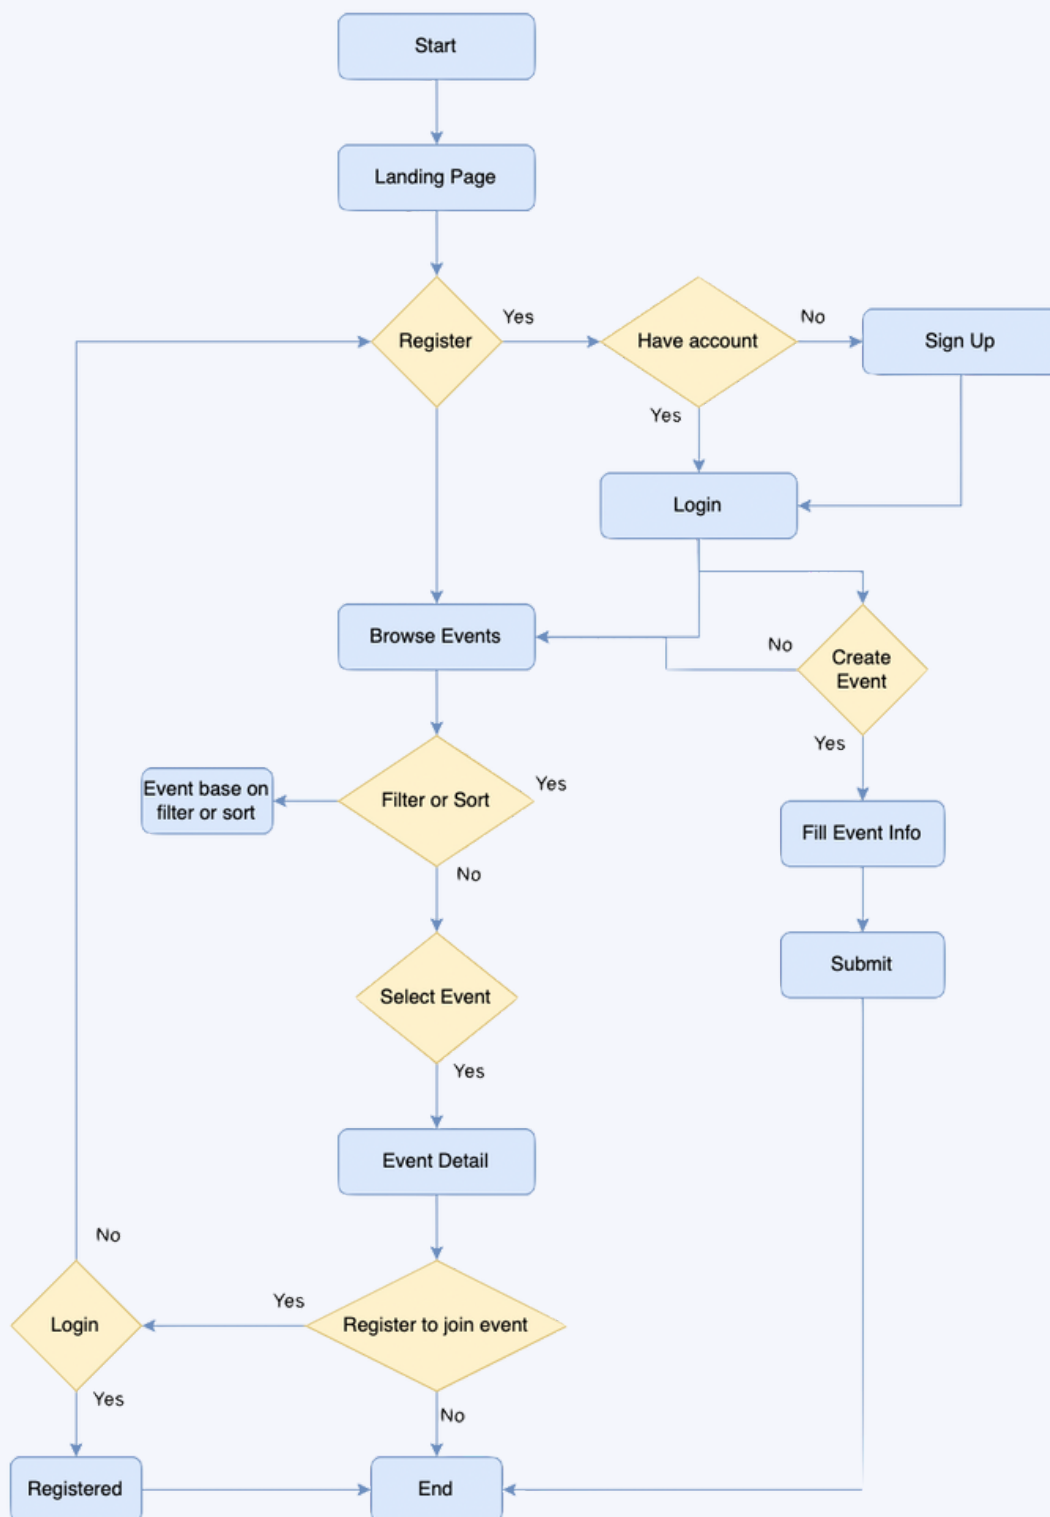 Start
Landing Page
Register
Yes
Have account
No
Sign Up
Yes
Login
Browse Events
No
Create
Event
Yes
Event base on
filter or sort
Filter or Sort
Yes
Fill Event Info
No
Submit
Select Event
Yes
Event Detail
No
Login
Yes
Register to join event
Yes
No
Registered
End